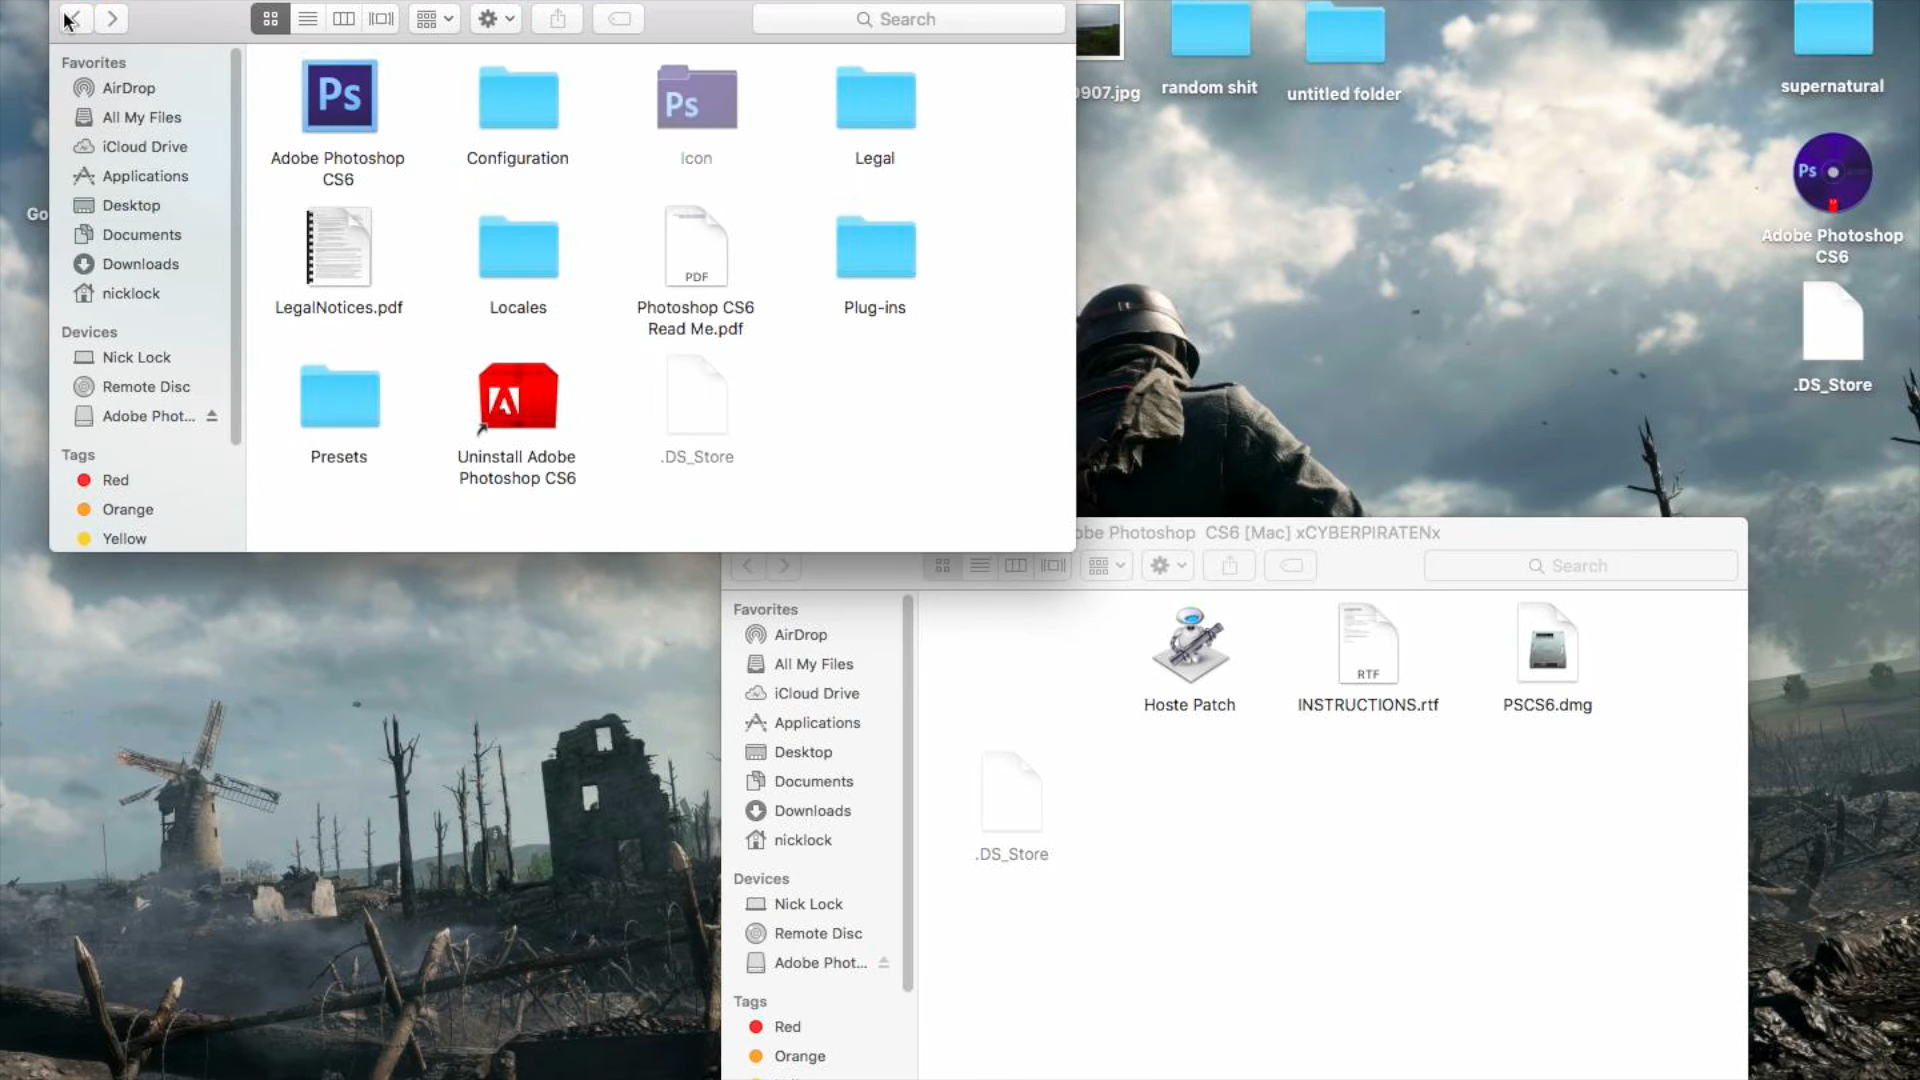 Search
Favorites
AirDrop
All My Files
iCloud Drive
Applications
Desktop
Documents
Downloads
nicklock
Devices
Nick Lock
Remote Disc
Adobe Phot...
Tags
Red
Orange
Yellow
Ps
Adobe Photoshop
CS6
Configuration
Ps
Icon
Legal
LegalNotices.pdf
Locales
PDF
Photoshop CS6
Read Me.pdf
Plug-ins
Presets
Uninstall Adobe
Photoshop CS6
.DS_Store
Go
0907.jpg
random shit
untitled folder
supernatural
Ps
Adobe Photoshop
CS6
.DS_Store
obe Photoshop CS6 [Mac] xCYBERPIRATENx
Search
Favorites
AirDrop
All My Files
iCloud Drive
Applications
Desktop
Documents
Downloads
nicklock
Devices
Nick Lock
Remote Disc
Adobe Phot...
Tags
Red
Orange
Hoste Patch
RTF
INSTRUCTIONS.rtf
PSCS6.dmg
.DS_Store